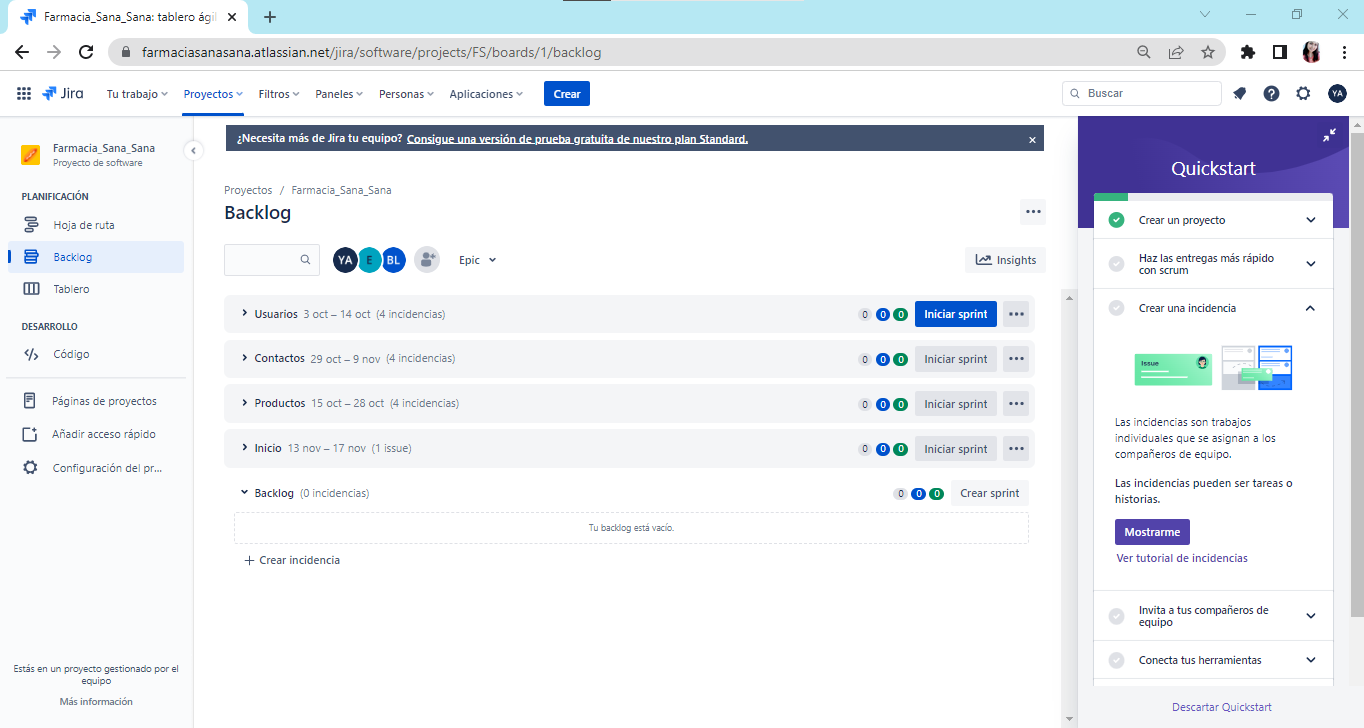 Farmacia_Sana_Sana: tablero ágil
farmaciasanasana.atlassian.net/jira/software/projects/FS/boards/1/backlog
Jira
Tu trabajo
Proyectos
Filtros
Paneles
Personas
Aplicaciones
Crear
Buscar
YA
Farmacia_Sana_Sana
Proyecto de software
PLANIFICACIÓN
Hoja de ruta
Backlog
Tablero
DESARROLLO
Código
Páginas de proyectos
Añadir acceso rápido
Configuración del pr...
Estás en un proyecto gestionado por el
equipo
Más información
¿Necesita más de Jira tu equipo? Consigue una versión de prueba gratuita de nuestro plan Standard.
Proyectos / Farmacia_Sana_Sana
Backlog
YA E BL
Epic
Insights
Usuarios 3 oct – 14 oct (4 incidencias) 0 0 0 Iniciar sprint
Contactos 29 oct – 9 nov (4 incidencias) 0 0 0 Iniciar sprint
Productos 15 oct – 28 oct (4 incidencias) 0 0 0 Iniciar sprint
Inicio 13 nov – 17 nov (1 issue) 0 0 0 Iniciar sprint
Backlog (0 incidencias) 0 0 0 Crear sprint
Tu backlog está vacío.
Crear incidencia
Quickstart
Crear un proyecto
Haz las entregas más rápido
con scrum
Crear una incidencia
Issue
Las incidencias son trabajos
individuales que se asignan a los
compañeros de equipo.
Las incidencias pueden ser tareas o
historias.
Mostrarme
Ver tutorial de incidencias
Invita a tus compañeros de
equipo
Conecta tus herramientas
Descartar Quickstart